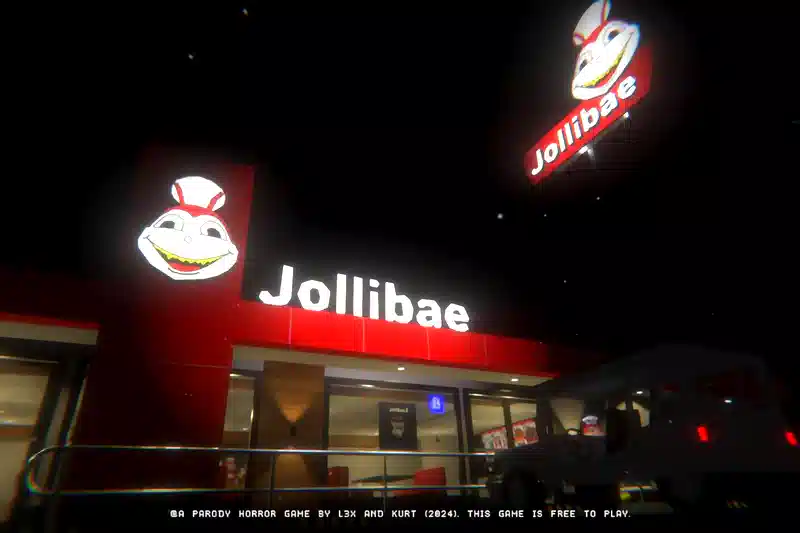 Jollibae
Jollibae
@A PARODY HORROR GAME BY L3X AND KURT (2024). THIS GAME IS FREE TO PLAY.